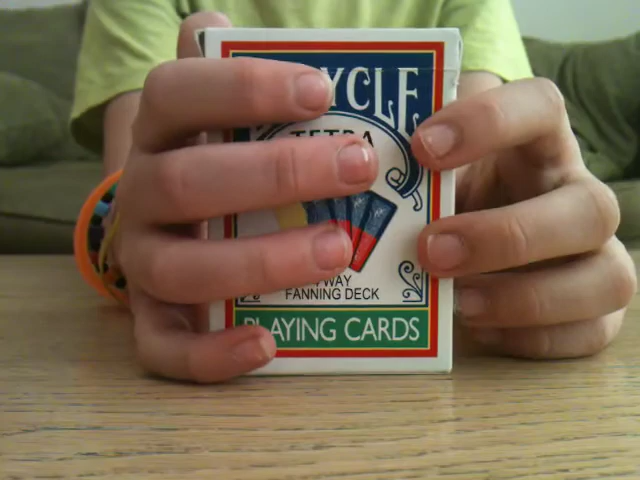 YCLE
TETRA
WAY
FANNING DECK
PLAYING CARDS